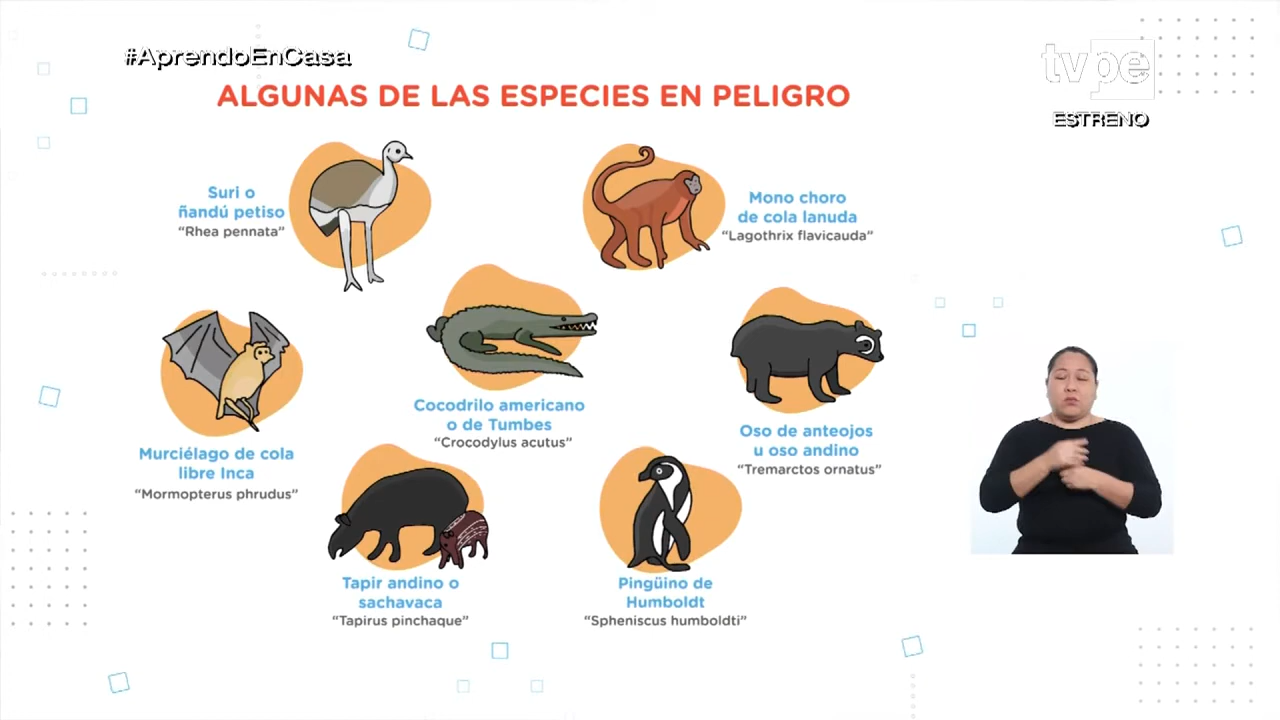 #AprendoEnCasa
tvpe
ESTRENO
ALGUNAS DE LAS ESPECIES EN PELIGRO
Suri o
ñandú petiso
“Rhea pennata”
Mono choro
de cola lanuda
“Lagothrix flavicauda”
Murciélago de cola
libre Inca
“Mormopterus phrudus”
Cocodrilo americano
o de Tumbes
“Crocodylus acutus”
Oso de anteojos
u oso andino
“Tremarctos ornatus”
Tapir andino o
sachavaca
“Tapirus pinchaque”
Pingüino de
Humboldt
“Spheniscus humboldti”